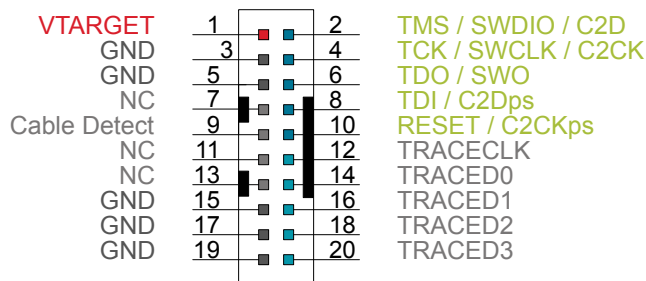 VTARGET 1 2 TMS / SWDIO / C2D
GND 3 4 TCK / SWCLK / C2CK
GND 5 6 TDO / SWO
NC 7 8 TDI / C2Dps
Cable Detect 9 10 RESET / C2CKps
NC 11 12 TRACECLK
NC 13 14 TRACED0
GND 15 16 TRACED1
GND 17 18 TRACED2
GND 19 20 TRACED3